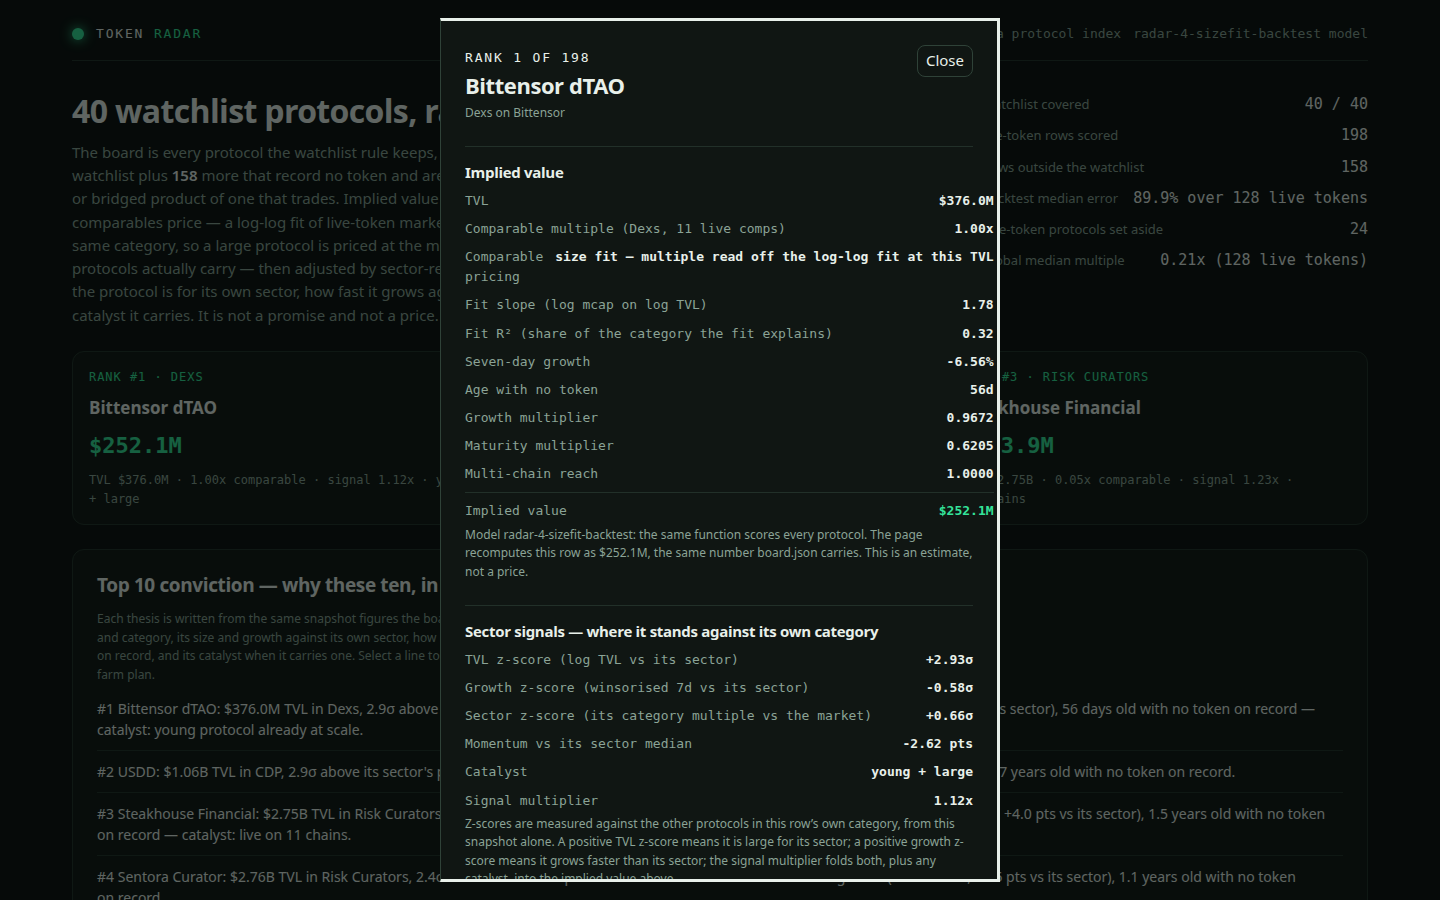 TOKEN RADAR
protocol index radar-4-sizefit-backtest model
40 watchlist protocols,
The board is every protocol the watchlist rule keeps,
watchlist plus 158 more that record no token and are
or bridged product of one that trades. Implied value
comparables price — a log-log fit of live-token
same category, so a large protocol is priced at the
protocols actually carry — then adjusted by
the protocol is for its own sector, how fast it grows
catalyst it carries. It is not a promise and not a price.
covered 40 / 40
rows scored 198
outside the watchlist 158
median error 89.9% over 128 live tokens
protocols set aside 24
median multiple 0.21x (128 live tokens)
RANK #1 · DEXS
Bittensor dTAO
$252.1M
TVL $376.0M · 1.00x comparable · signal 1.12x ·
+ large
#3 · RISK CURATORS
Financial
3.9M
· 0.05x comparable · signal 1.23x ·
Top 10 conviction — why these ten, in
Each thesis is written from the same snapshot figures the
and category, its size and growth against its own sector, how
on record, and its catalyst when it carries one. Select a line to
farm plan.
#1 Bittensor dTAO: $376.0M TVL in Dexs, 2.9σ above
sector), 56 days old with no token on record —
catalyst: young protocol already at scale.
#2 USDD: $1.06B TVL in CDP, 2.9σ above its sector's
7 years old with no token on record.
#3 Steakhouse Financial: $2.75B TVL in Risk Curators
+4.0 pts vs its sector), 1.5 years old with no token
on record — catalyst: live on 11 chains.
#4 Sentora Curator: $2.76B TVL in Risk Curators,
pts vs its sector), 1.1 years old with no token
on record
RANK 1 OF 198
Close
Bittensor dTAO
Dexs on Bittensor
Implied value
TVL $376.0M
Comparable multiple (Dexs, 11 live comps) 1.00x
Comparable size fit — multiple read off the log-log fit at this TVL
pricing
Fit slope (log mcap on log TVL) 1.78
Fit R² (share of the category the fit explains) 0.32
Seven-day growth -6.56%
Age with no token 56d
Growth multiplier 0.9672
Maturity multiplier 0.6205
Multi-chain reach 1.0000
Implied value $252.1M
Model radar-4-sizefit-backtest: the same function scores every protocol. The page
recomputes this row as $252.1M, the same number board.json carries. This is an estimate,
not a price.
Sector signals — where it stands against its own category
TVL z-score (log TVL vs its sector) +2.93σ
Growth z-score (winsorised 7d vs its sector) -0.58σ
Sector z-score (its category multiple vs the market) +0.66σ
Momentum vs its sector median -2.62 pts
Catalyst young + large
Signal multiplier 1.12x
Z-scores are measured against the other protocols in this row's own category, from this
snapshot alone. A positive TVL z-score means it is large for its sector; a positive growth z-
score means it grows faster than its sector; the signal multiplier folds both, plus any
catalyst, into the implied value above.